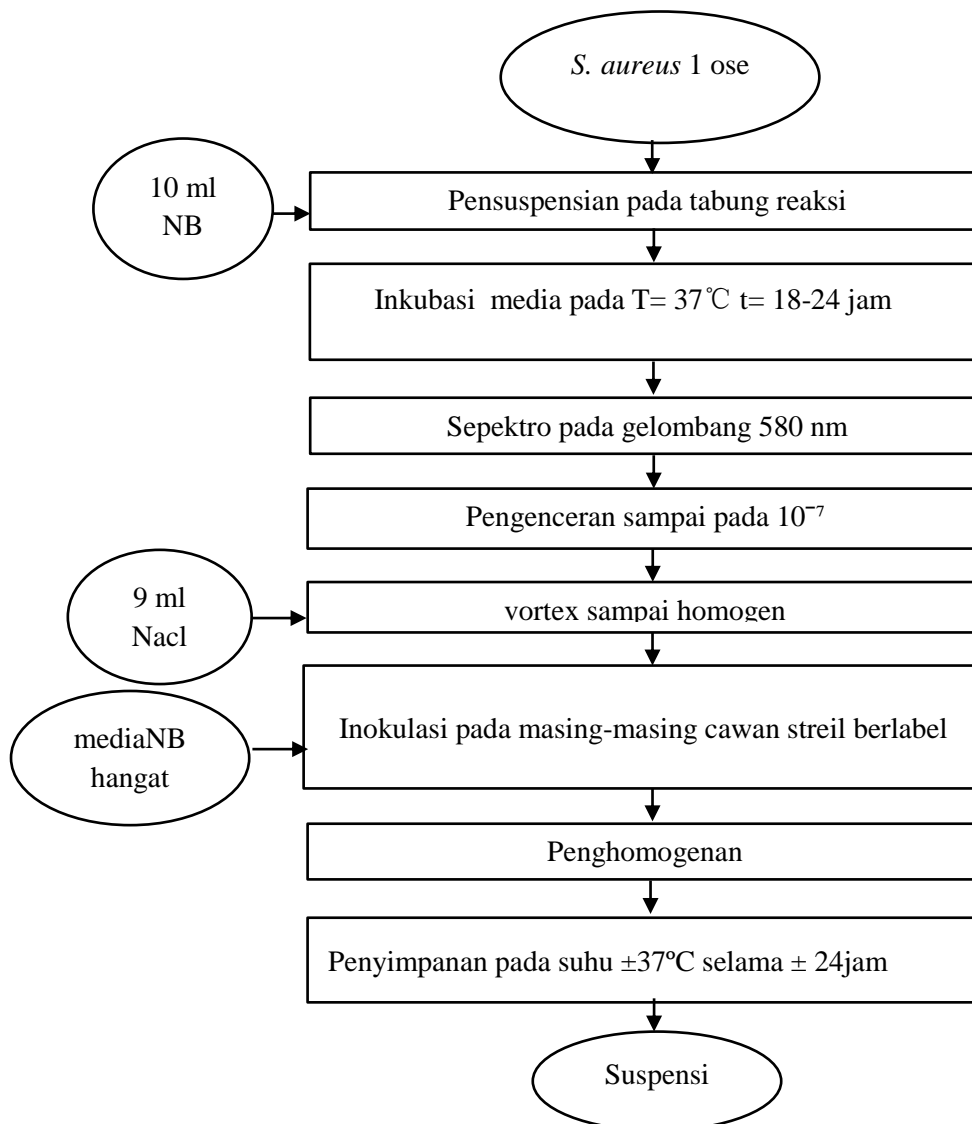 S. aureus 1 ose
10 ml
NB
Pensuspensian pada tabung reaksi
Inkubasi media pada T= 37℃ t= 18-24 jam
Sepektro pada gelombang 580 nm
Pengenceran sampai pada 10⁻⁷
9 ml
Nacl
vortex sampai homogen
mediaNB
hangat
Inokulasi pada masing-masing cawan streil berlabel
Penghomogenan
Penyimpanan pada suhu ±37ºC selama ± 24jam
Suspensi